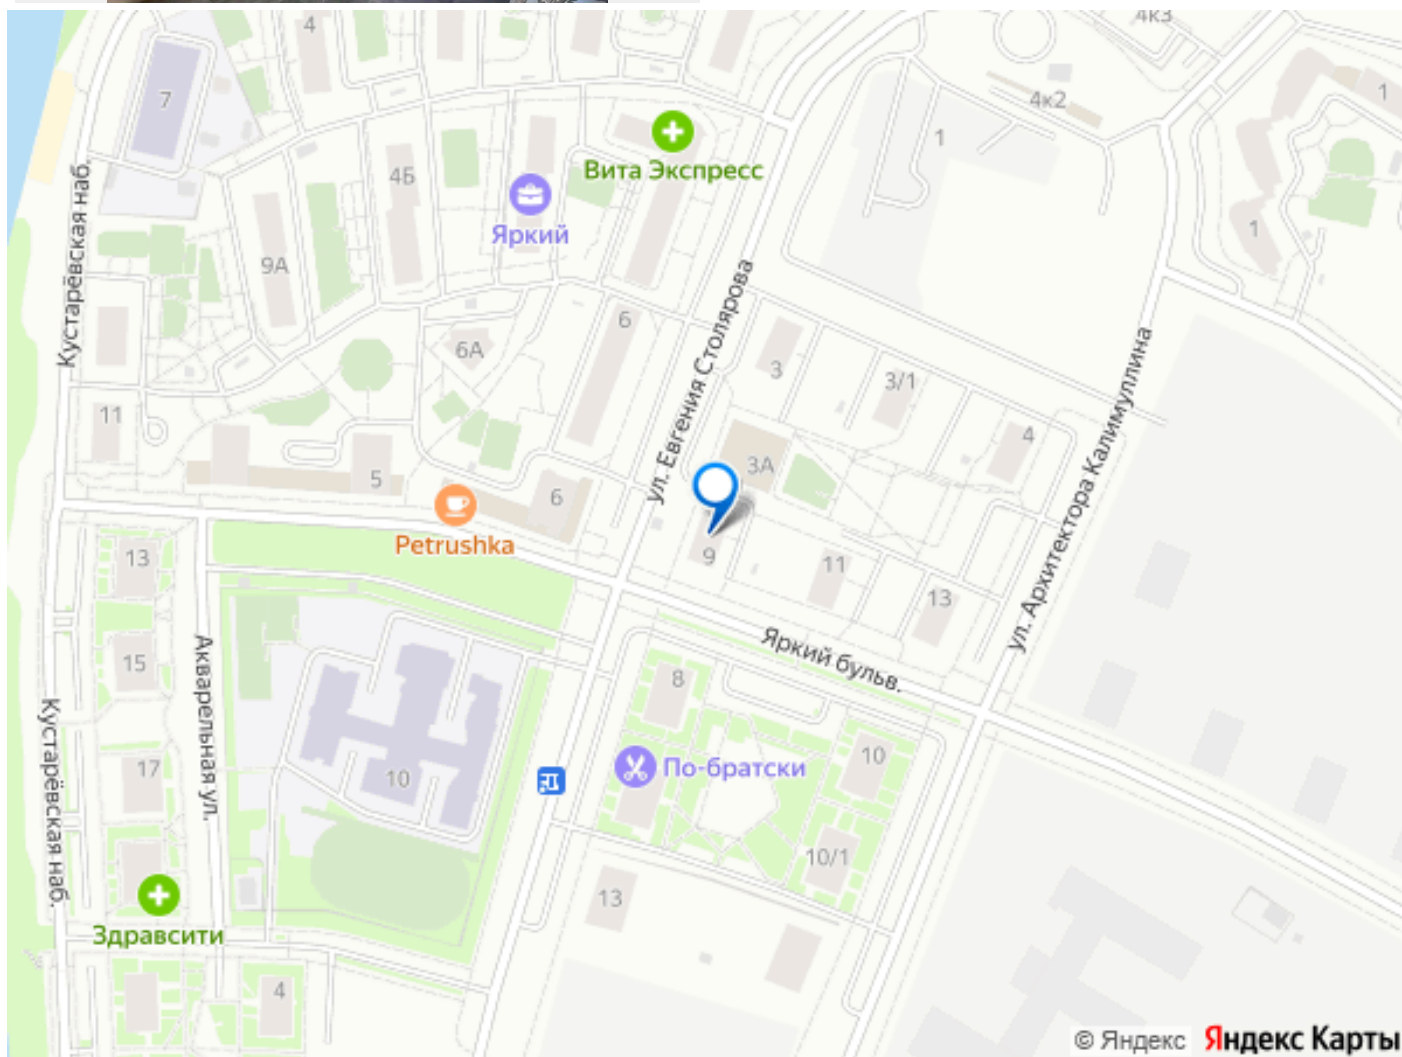 4
4к3
7
4к2
1
1
Вита Экспресс
4Б
Яркий
1
9А
Кустарёвская наб.
ул. Евгения Столярова
6
6А
3
3/1
4
ул. Архитектора Калимуллина
11
3А
5
6
Petrushka
9
11
13
13
Яркий бульв.
15
Акварельная ул.
8
Кустарёвская наб.
17
10
По-братски
10
10/1
13
Здравсити
4
© Яндекс Яндекс Карты